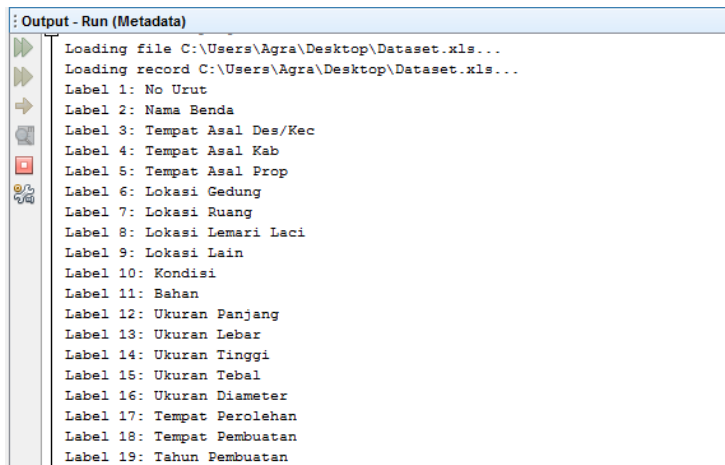 Output - Run (Metadata)
Loading file C:\Users\Agra\Desktop\Dataset.xls...
Loading record C:\Users\Agra\Desktop\Dataset.xls...
Label 1: No Urut
Label 2: Nama Benda
Label 3: Tempat Asal Des/Kec
Label 4: Tempat Asal Kab
Label 5: Tempat Asal Prop
Label 6: Lokasi Gedung
Label 7: Lokasi Ruang
Label 8: Lokasi Lemari Laci
Label 9: Lokasi Lain
Label 10: Kondisi
Label 11: Bahan
Label 12: Ukuran Panjang
Label 13: Ukuran Lebar
Label 14: Ukuran Tinggi
Label 15: Ukuran Tebal
Label 16: Ukuran Diameter
Label 17: Tempat Perolehan
Label 18: Tempat Pembuatan
Label 19: Tahun Pembuatan